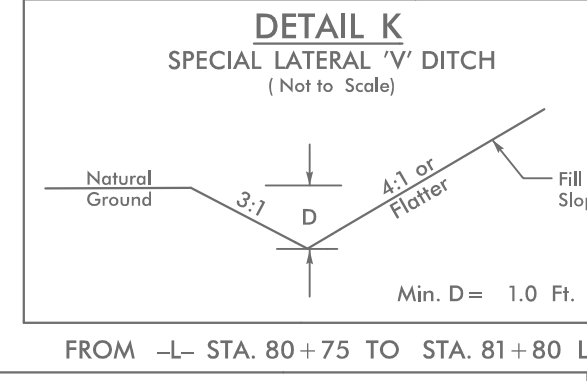 DETAIL K
SPECIAL LATERAL 'V' DITCH
( Not to Scale)
Natural
Ground
3:1
D
4:1 or
Flatter
Fill
Min. D = 1.0 Ft.
FROM -L- STA. 80+75 TO STA. 81+80